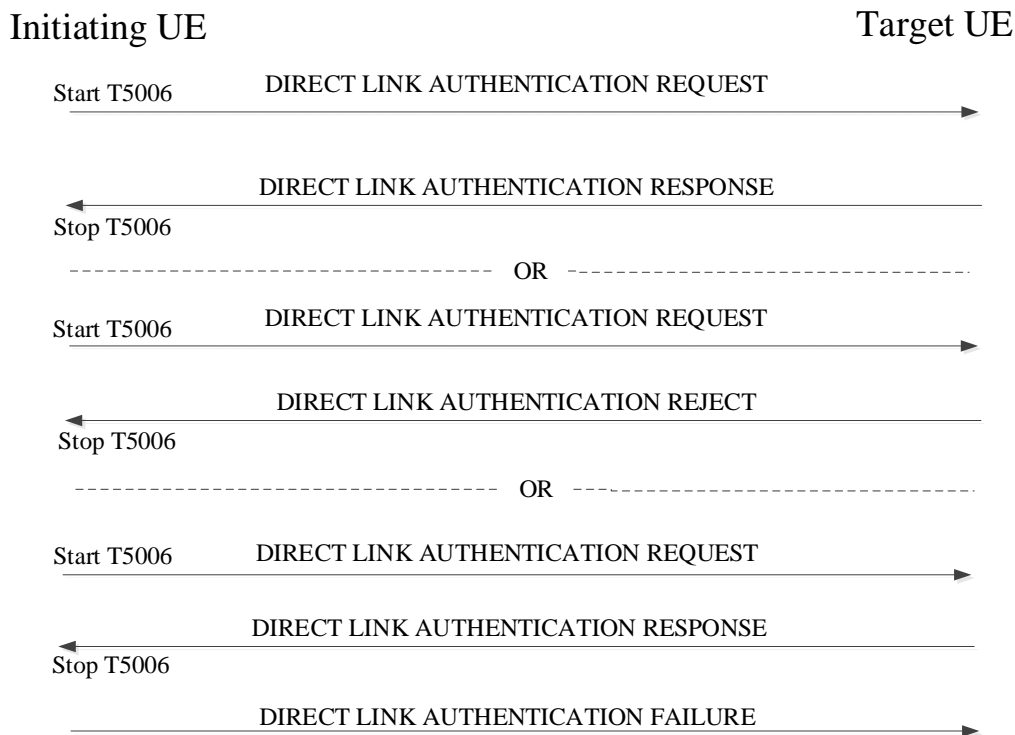 Initiating UE
Target UE
Start T5006
DIRECT LINK AUTHENTICATION REQUEST
DIRECT LINK AUTHENTICATION RESPONSE
Stop T5006
OR
Start T5006
DIRECT LINK AUTHENTICATION REQUEST
DIRECT LINK AUTHENTICATION REJECT
Stop T5006
OR
Start T5006
DIRECT LINK AUTHENTICATION REQUEST
DIRECT LINK AUTHENTICATION RESPONSE
Stop T5006
DIRECT LINK AUTHENTICATION FAILURE